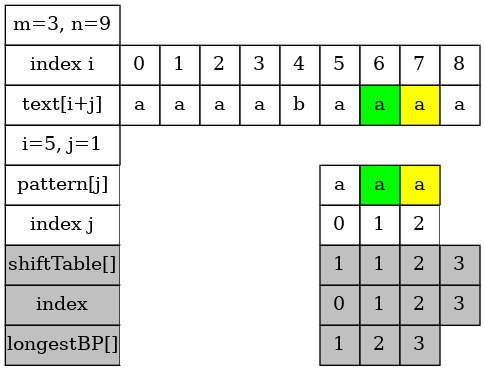 m=3, n=9
index i 0 1 2 3 4 5 6 7 8
text[i+j] a a a a b a a a a
i=5, j=1
pattern[j] a a a
index j 0 1 2
shiftTable[] 1 1 2 3
index 0 1 2 3
longestBP[] 1 2 3